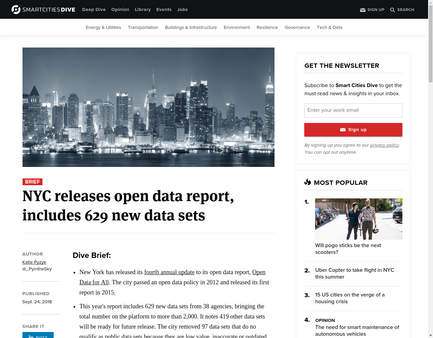 SMARTCITIESDIVE Deep Dive Opinion Library Events Jobs SIGN UP SEARCH
Energy & Utilities Transportation Buildings & Infrastructure Environment Resilience Governance Tech & Data
BRIEF
NYC releases open data report,
includes 629 new data sets
AUTHOR
Katie Pyzyk
@_PyintheSky
PUBLISHED
Sept. 24, 2018
SHARE IT
Dive Brief:
New York has released its fourth annual update to its open data report, Open
Data for All. The city passed an open data policy in 2012 and released its first
report in 2015.
This year's report includes 629 new data sets from 38 agencies, bringing the
total number on the platform to more than 2,000. It notes 419 other data sets
will be ready for future release. The city removed 97 data sets that do not
qualify as public data sets because they are low value, inaccurate or outdated
GET THE NEWSLETTER
Subscribe to Smart Cities Dive to get the
must-read news & insights in your inbox.
Enter your work email
Sign up
By signing up you agree to our privacy policy.
You can opt out anytime.
MOST POPULAR
1.
Will pogo sticks be the next
scooters?
2. Uber Copter to take flight in NYC
this summer
3. 15 US cities on the verge of a
housing crisis
4. OPINION
The need for smart maintenance of
autonomous vehicles